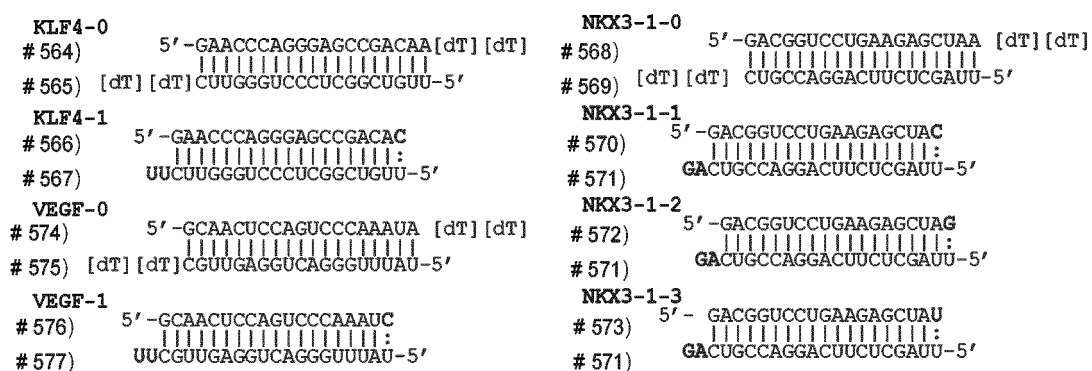 KLF4-0
# 564) 5'-GAACCCAGGGAGCCGACAA[dT][dT]
# 565) [dT][dT]CUUGGGUCCCUCGGCUGUU-5'
KLF4-1
# 566) 5'-GAACCCAGGGAGCCGACAC
# 567) UUCUUGGGUCCCUCGGCUGUU-5'
VEGF-0
# 574) 5'-GCAACUCCAGUCCCAAAUA [dT][dT]
# 575) [dT][dT]CGUUGAGGUCAGGGUUUAU-5'
VEGF-1
# 576) 5'-GCAACUCCAGUCCCAAAUC
# 577) UUCGUUGAGGUCAGGGUUUAU-5'
NKX3-1-0
# 568) 5'-GACGGUCCUGAAGAGCUAA [dT][dT]
# 569) [dT][dT] CUGCCAGGACUUCUCGAUU-5'
NKX3-1-1
# 570) 5'-GACGGUCCUGAAGAGCUAC
# 571) GACUGCCAGGACUUCUCGAUU-5'
NKX3-1-2
# 572) 5'-GACGGUCCUGAAGAGCUAG
# 571) GACUGCCAGGACUUCUCGAUU-5'
NKX3-1-3
# 573) 5'- GACGGUCCUGAAGAGCUAU
# 571) GACUGCCAGGACUUCUCGAUU-5'